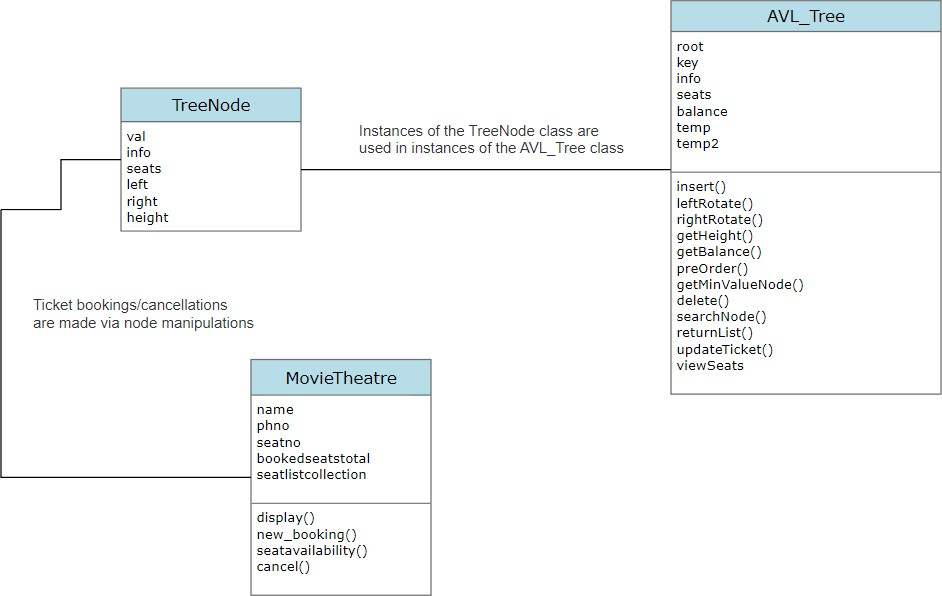 AVL_Tree
root
key
info
seats
balance
temp
temp2
insert()
leftRotate()
rightRotate()
getHeight()
getBalance()
preOrder()
getMinValueNode()
delete()
searchNode()
returnList()
updateTicket()
viewSeats
TreeNode
val
info
seats
left
right
height
Instances of the TreeNode class are
used in instances of the AVL_Tree class
Ticket bookings/cancellations
are made via node manipulations
MovieTheatre
name
phno
seatno
bookedseatstotal
seatlistcollection
display()
new_booking()
seatavailability()
cancel()